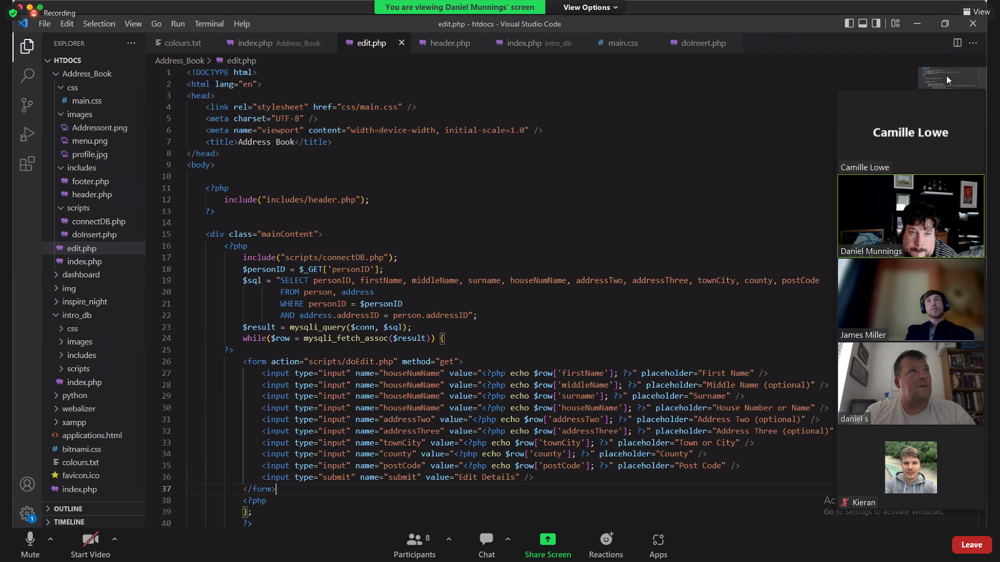 Recording
You are viewing Daniel Munnings' screen
View Options
View
File Edit Selection View Go Run Terminal Help
edit.php - htdocs - Visual Studio Code
EXPLORER
colours.txt
index.php Address_Book
edit.php
header.php
index.php intro_db
# main.css
doInsert.php
HTDOCS
Address_Book
css
# main.css
images
Addressont.png
menu.png
profile.jpg
includes
footer.php
header.php
scripts
connectDB.php
doInsert.php
edit.php
index.php
dashboard
img
inspire_night
intro_db
css
images
includes
scripts
index.php
python
webalizer
xampp
<> applications.html
# bitnami.css
colours.txt
favicon.ico
index.php
OUTLINE
TIMELINE
1
Address_Book > edit.php
1 <!DOCTYPE html>
2 <html lang="en">
3 <head>
4 <link rel="stylesheet" href="css/main.css" />
5 <meta charset="UTF-8" />
6 <meta name="viewport" content="width=device-width, initial-scale=1.0" />
7 <title>Address Book</title>
8 </head>
9 <body>
10
11 <?php
12 include("includes/header.php");
13 ?>
14
15 <div class="mainContent">
16 <?php
17 include("scripts/connectDB.php");
18 $personID = $_GET['personID'];
19 $sql = "SELECT personID, firstName, middleName, surname, houseNumName, addressTwo, addressThree, townCity, county, postCode
20 FROM person, address
21 WHERE personID = $personID
22 AND address.addressID = person.addressID";
23 $result = mysqli_query($conn, $sql);
24 while($row = mysqli_fetch_assoc($result)) {
25 ?>
26 <form action="scripts/doEdit.php" method="get">
27 <input type="input" name="houseNumName" value="<?php echo $row['firstName']; ?>" placeholder="First Name" />
28 <input type="input" name="houseNumName" value="<?php echo $row['middleName']; ?>" placeholder="Middle Name (optional)" />
29 <input type="input" name="houseNumName" value="<?php echo $row['surname']; ?>" placeholder="Surname" />
30 <input type="input" name="houseNumName" value="<?php echo $row['houseNumName']; ?>" placeholder="House Number or Name" />
31 <input type="input" name="addressTwo" value="<?php echo $row['addressTwo']; ?>" placeholder="Address Two (optional)" />
32 <input type="input" name="addressThree" value="<?php echo $row['addressThree']; ?>" placeholder="Address Three (optional)"
33 <input type="input" name="townCity" value="<?php echo $row['townCity']; ?>" placeholder="Town or City" />
34 <input type="input" name="county" value="<?php echo $row['county']; ?>" placeholder="County" />
35 <input type="input" name="postCode" value="<?php echo $row['postCode']; ?>" placeholder="Post Code" />
36 <input type="submit" name="submit" value="Edit Details" />
37 </form>
38 <?php
39 };
40 ?>
Camille Lowe
Camille Lowe
Daniel Munnings
James Miller
daniel s
Kieran
Ac
Go to Settings to activate Windows.
Mute
Start Video
8
Participants
Chat
Share Screen
Reactions
Apps
Leave